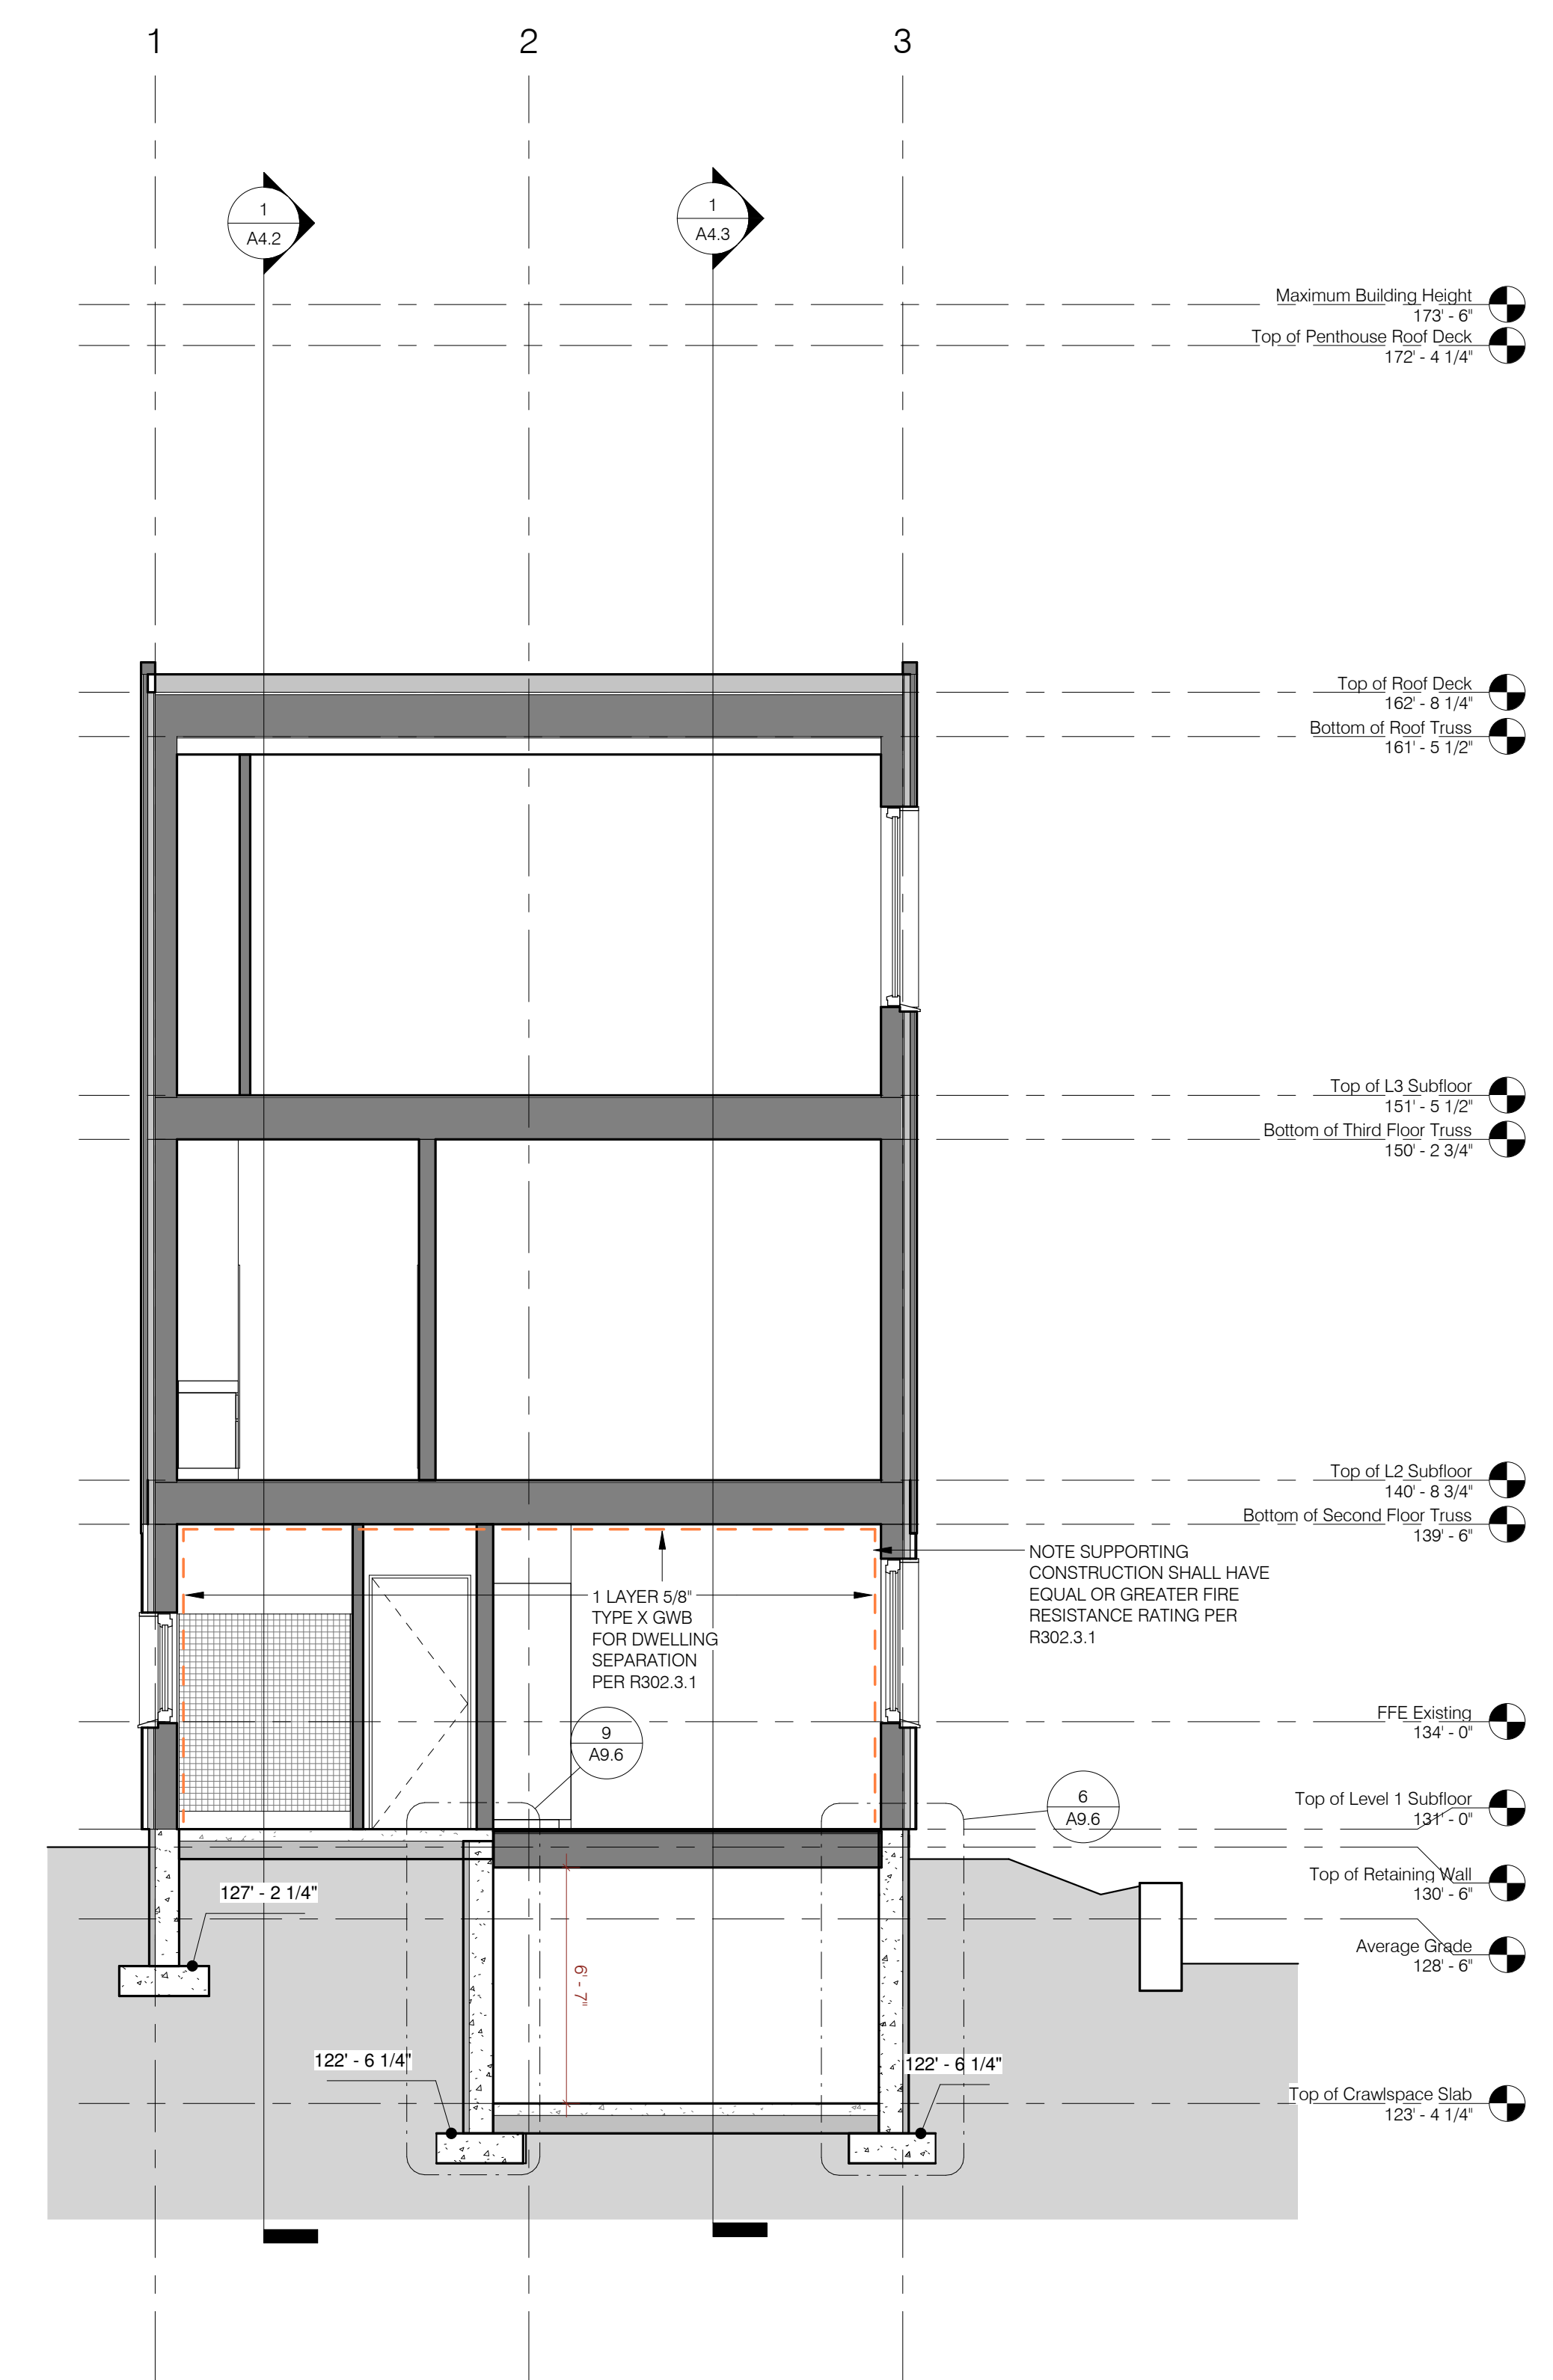 1
2
3
1
A4.2
1
A4.3
Maximum Building Height
173' - 6"
Top of Penthouse Roof Deck
172' - 4 1/4"
Top of Roof Deck
162' - 8 1/4"
Bottom of Roof Truss
161' - 5 1/2"
Top of L3 Subfloor
151' - 5 1/2"
Bottom of Third Floor Truss
150' - 2 3/4"
Top of L2 Subfloor
140' - 8 3/4"
Bottom of Second Floor Truss
139' - 6"
NOTE SUPPORTING
CONSTRUCTION SHALL HAVE
EQUAL OR GREATER FIRE
RESISTANCE RATING PER
R302.3.1
1 LAYER 5/8"
TYPE X GWB
FOR DWELLING
SEPARATION
PER R302.3.1
FFE Existing
134' - 0"
9
A9.6
6
A9.6
Top of Level 1 Subfloor
131' - 0"
Top of Retaining Wall
130' - 6"
127' - 2 1/4"
Average Grade
128' - 6"
6' - 7"
122' - 6 1/4"
122' - 6 1/4"
Top of Crawlspace Slab
123' - 4 1/4"